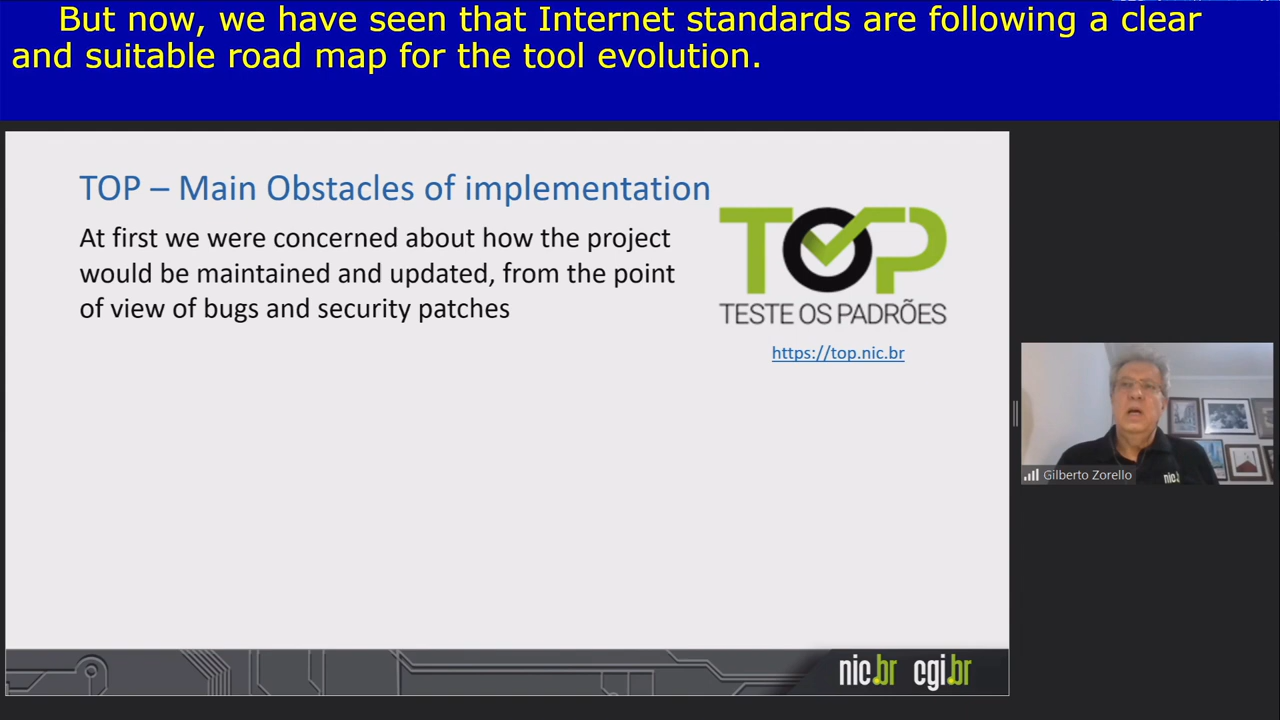 But now, we have seen that Internet standards are following a clear
and suitable road map for the tool evolution.
TOP – Main Obstacles of implementation
At first we were concerned about how the project
would be maintained and updated, from the point
of view of bugs and security patches
TOP
TESTE OS PADRÕES
https://top.nic.br
nic.br
Gilberto Zorello
nic.br cgi.br